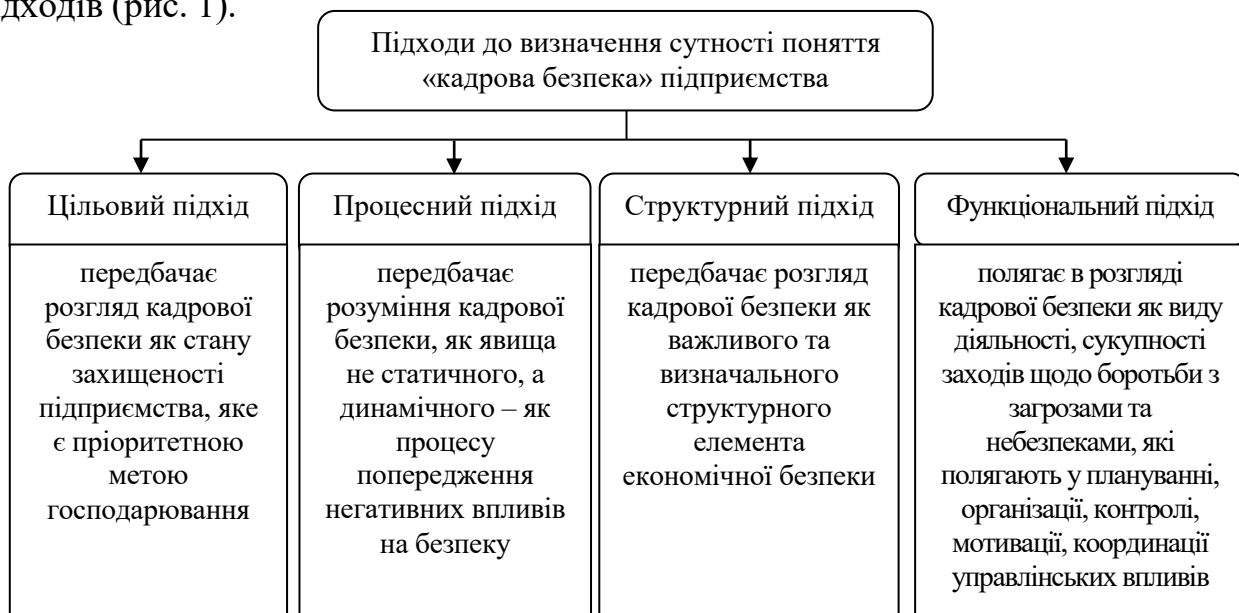 дходів (рис. 1).
Підходи до визначення сутності поняття
«кадрова безпека» підприємства
Цільовий підхід
передбачає
розгляд кадрової
безпеки як стану
захищеності
підприємства, яке
є пріоритетною
метою
господарювання
Процесний підхід
передбачає
розуміння кадрової
безпеки, як явища
не статичного, а
динамічного – як
процесу
попередження
негативних впливів
на безпеку
Структурний підхід
передбачає розгляд
кадрової безпеки як
важливого та
визначального
структурного
елемента
економічної безпеки
Функціональний підхід
полягає в розгляді
кадрової безпеки як виду
діяльності, сукупності
заходів щодо боротьби з
загрозами та
небезпеками, які
полягають у плануванні,
організації, контролі,
мотивації, координації
управлінських впливів